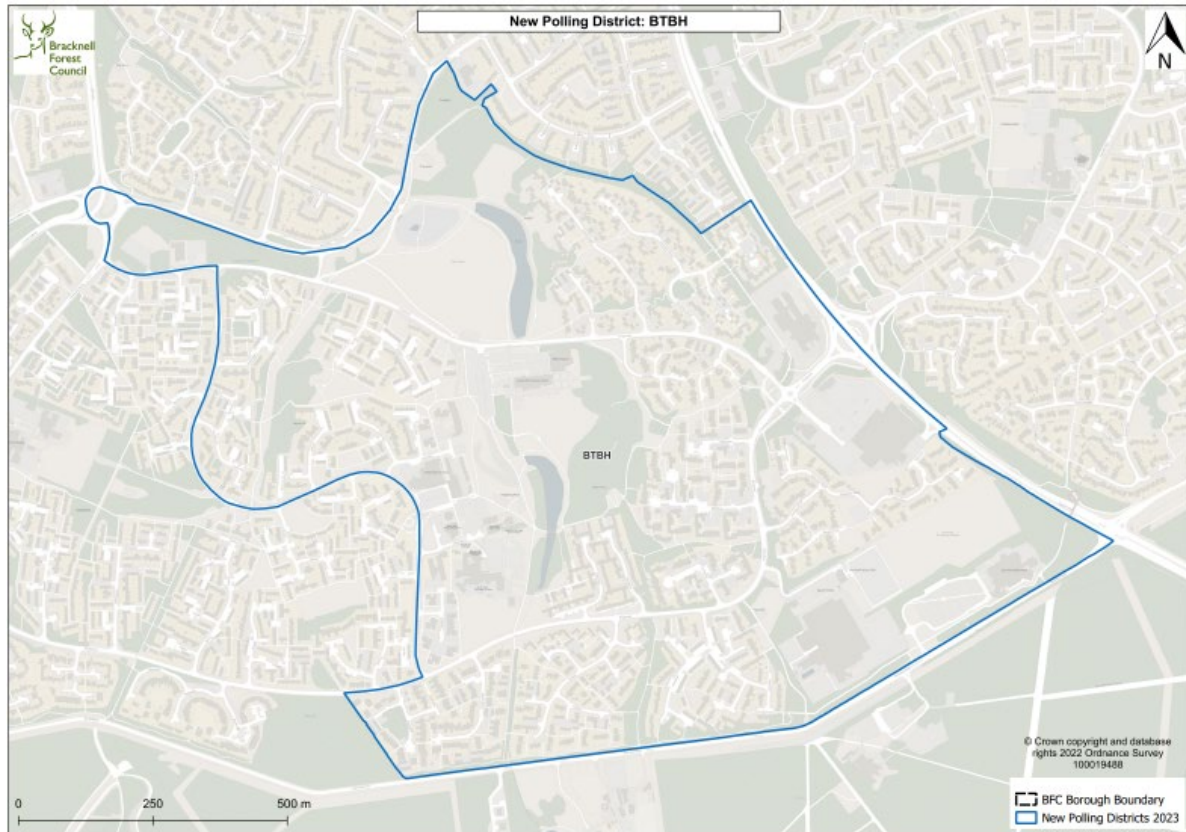 New Polling District: BTBH
Bracknell
Forest
Council
N
BTBH
© Crown copyright and database
rights 2022 Ordnance Survey
100019488
0
250
500 m
BFC Borough Boundary
New Polling Districts 2023